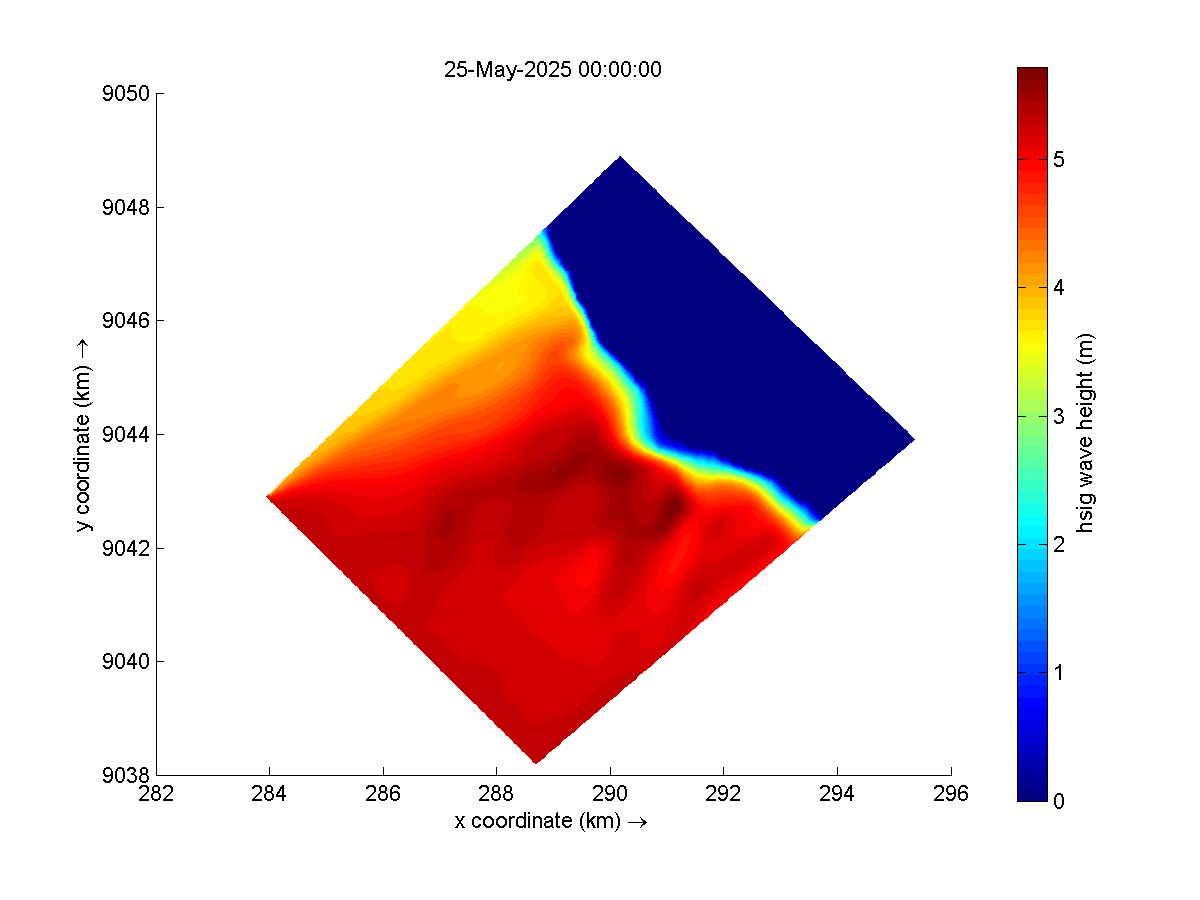 25-May-2025 00:00:00
9050
9048
9046
9044
9042
9040
9038
y coordinate (km) →
282 284 286 288 290 292 294 296
x coordinate (km) →
5
4
3
2
1
0
hsig wave height (m)